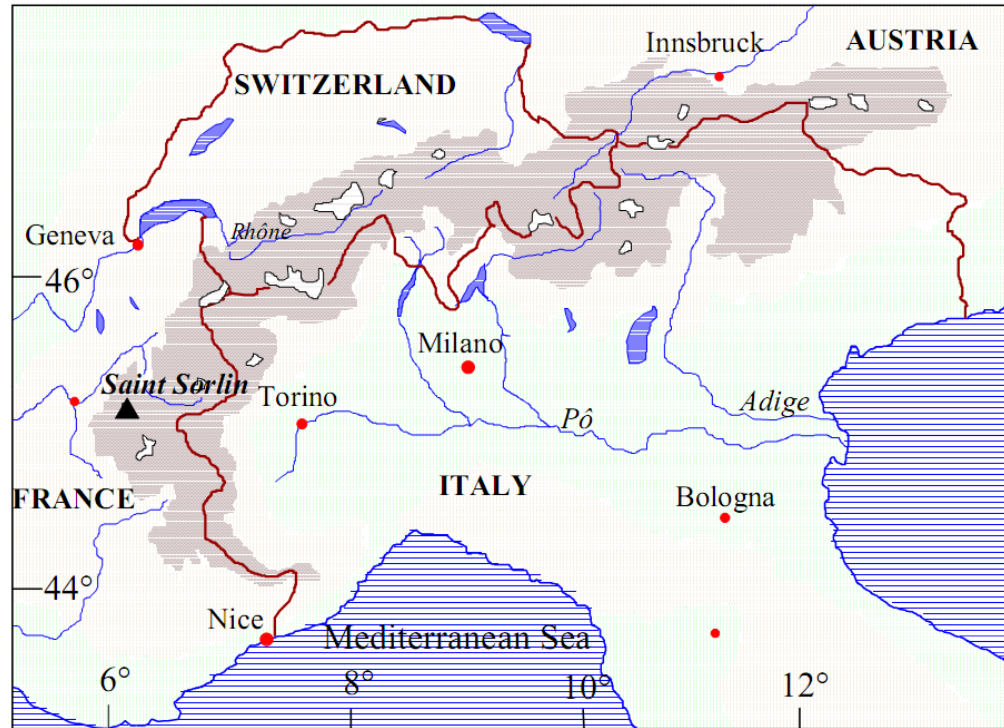 Innsbruck
AUSTRIA
SWITZERLAND
Geneva
Rhône
46°
Milano
Saint Sorlin
Torino
Pô
Adige
FRANCE
ITALY
Bologna
44°
Nice
Mediterranean Sea
6°
8°
10°
12°